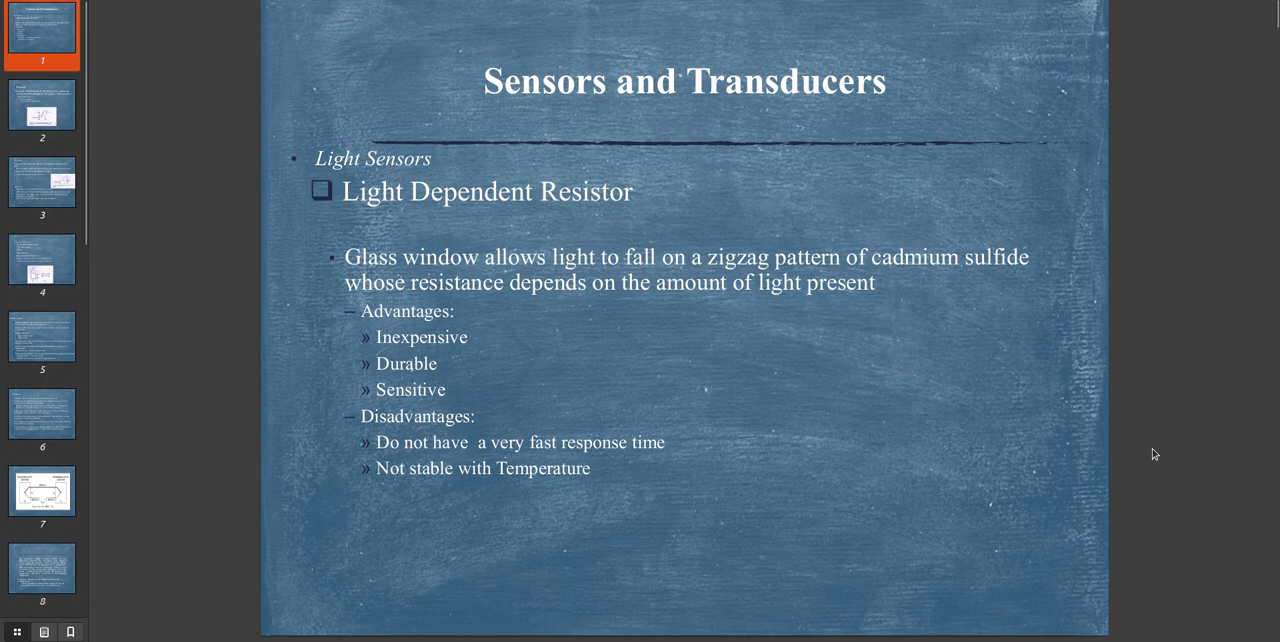 Sensors and Transducers
• Light Sensors
❑ Light Dependent Resistor
• Glass window allows light to fall on a zigzag pattern of cadmium sulfide
whose resistance depends on the amount of light present
– Advantages:
» Inexpensive
» Durable
» Sensitive
– Disadvantages:
» Do not have a very fast response time
» Not stable with Temperature
1
2
3
4
5
6
7
8